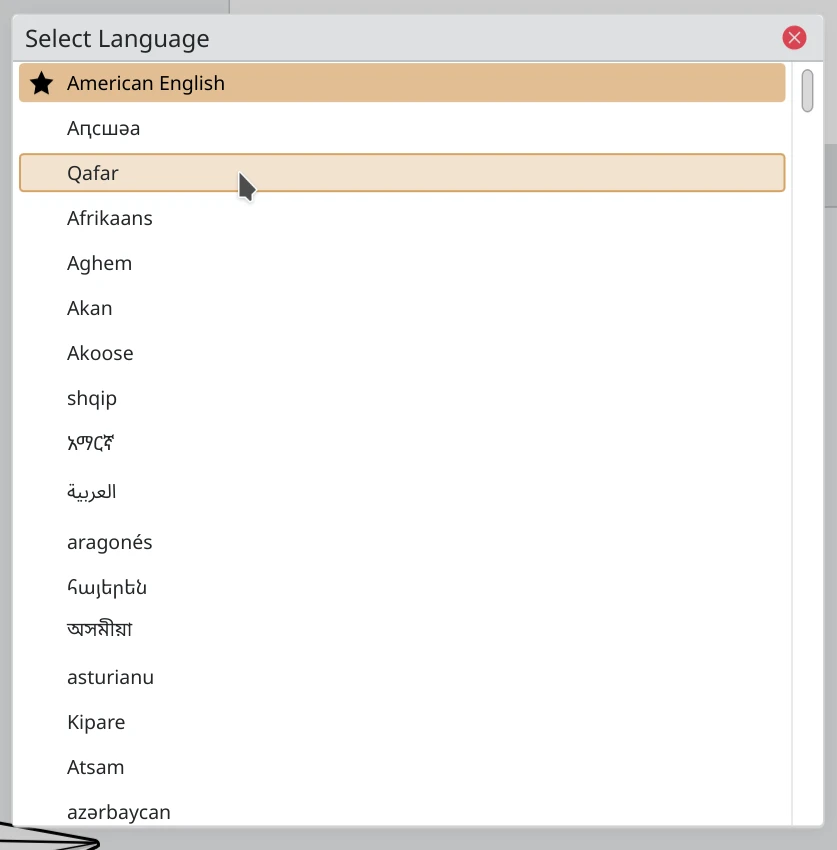 Select Language
American English
Аԥсшәа
Qafar
Afrikaans
Aghem
Akan
Akoose
shqip
አማርኛ
العربية
aragonés
հայերեն
অসমীয়া
asturianu
Kipare
Atsam
azərbaycan